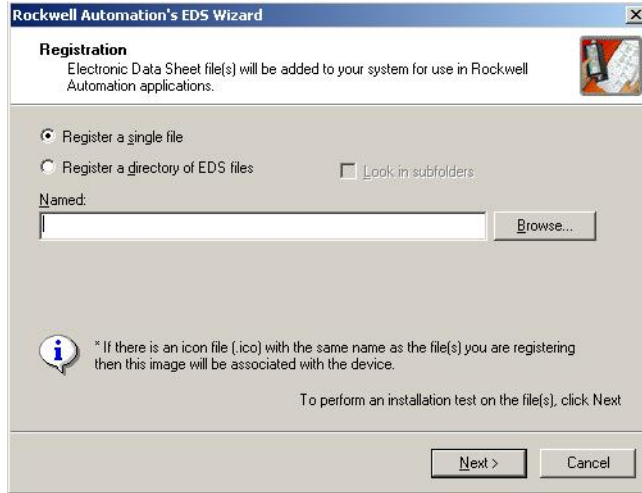 Rockwell Automation's EDS Wizard
Registration
Electronic Data Sheet file(s) will be added to your system for use in Rockwell
Automation applications.
Register a single file
Register a directory of EDS files
Look in subfolders
Named:
Browse...
* If there is an icon file (.ico) with the same name as the file(s) you are registering
then this image will be associated with the device.
To perform an installation test on the file(s), click Next
Next >
Cancel